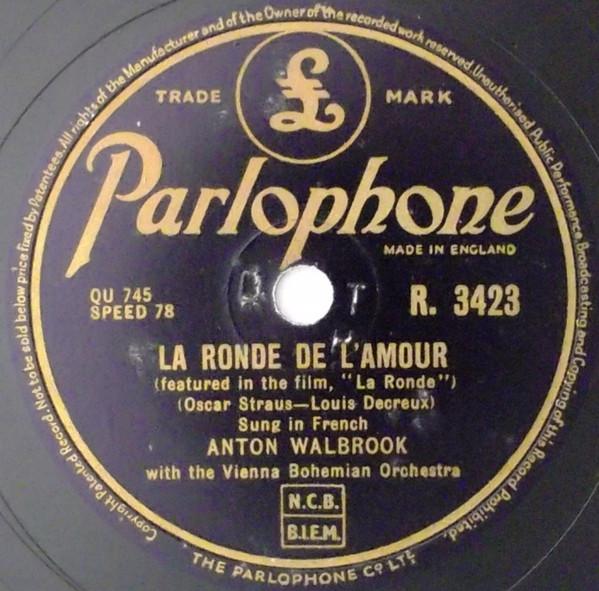 Copyright Patented Record. Not to be sold below price fixed by Patentees. All rights of the Manufacturer and of the Owner of the recorded work reserved. Unauthorised Public Performance Broadcasting and Copying of this Record Prohibited.
TRADE £ MARK
Parlophone
MADE IN ENGLAND
QU 745
SPEED 78
R. 3423
LA RONDE DE L'AMOUR
(featured in the film, "La Ronde")
(Oscar Straus—Louis Decreux)
Sung in French
ANTON WALBROOK
with the Vienna Bohemian Orchestra
N.C.B.
B.I.E.M.
THE PARLOPHONE Cº LTD